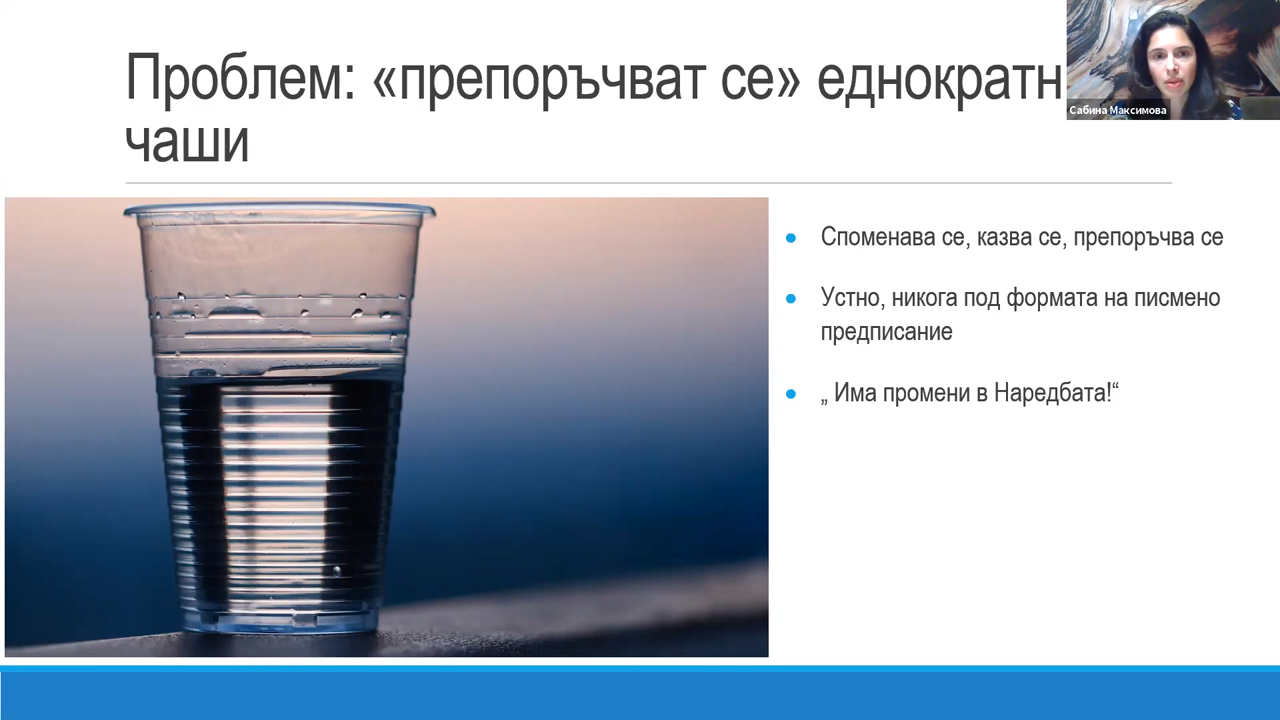 Проблем: «препоръчват се» еднократн
чаши
Сабина Максимова
Споменава се, казва се, препоръчва се
Устно, никога под формата на писмено
предписание
„ Има промени в Наредбата!“